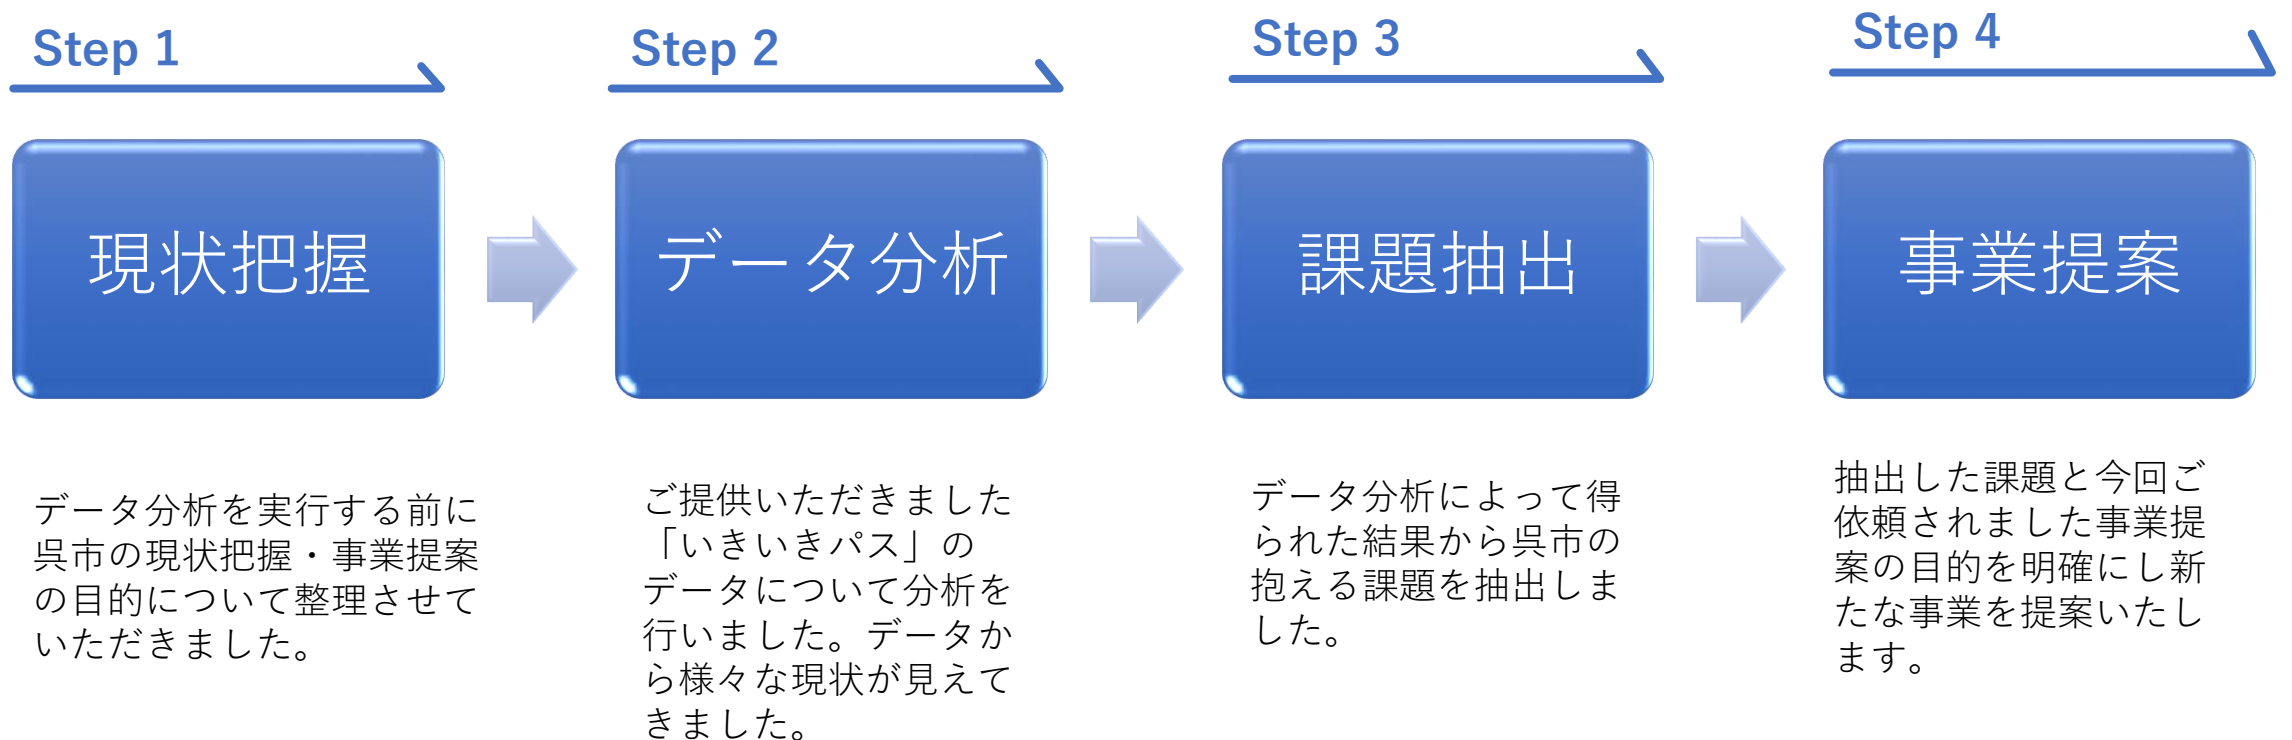 Step 1
現状把握
データ分析を実行する前に
呉市の現状把握・事業提案
の目的について整理させて
いただきました。
Step 2
データ分析
ご提供いただきました
「いきいきパス」の
データについて分析を
行いました。データか
ら様々な現状が見えて
きました。
Step 3
課題抽出
データ分析によって得
られた結果から呉市の
抱える課題を抽出しま
した。
Step 4
事業提案
抽出した課題と今回ご
依頼されました事業提
案の目的を明確にし新
たな事業を提案いたし
ます。